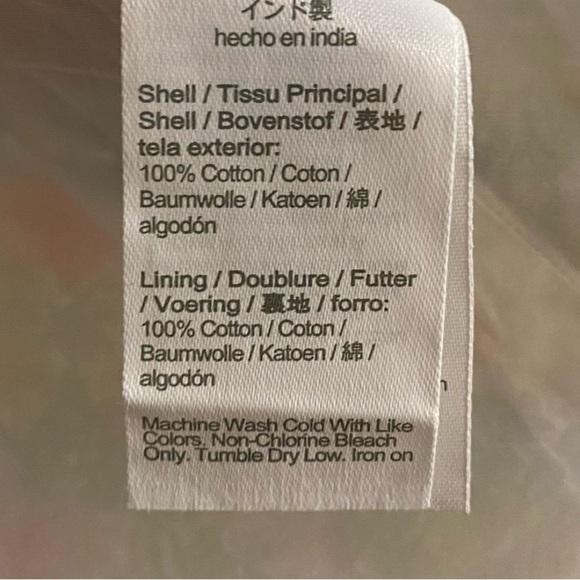 インド製
hecho en india
Shell / Tissu Principal /
Shell / Bovenstof / 表地 /
tela exterior:
100% Cotton / Coton /
Baumwolle / Katoen / 綿 /
algodón
Lining / Doublure / Futter
/ Voering / 裏地 / forro:
100% Cotton / Coton /
Baumwolle / Katoen / 綿 /
algodón
Machine Wash Cold With Like
Colors. Non-Chlorine Bleach
Only. Tumble Dry Low. Iron on